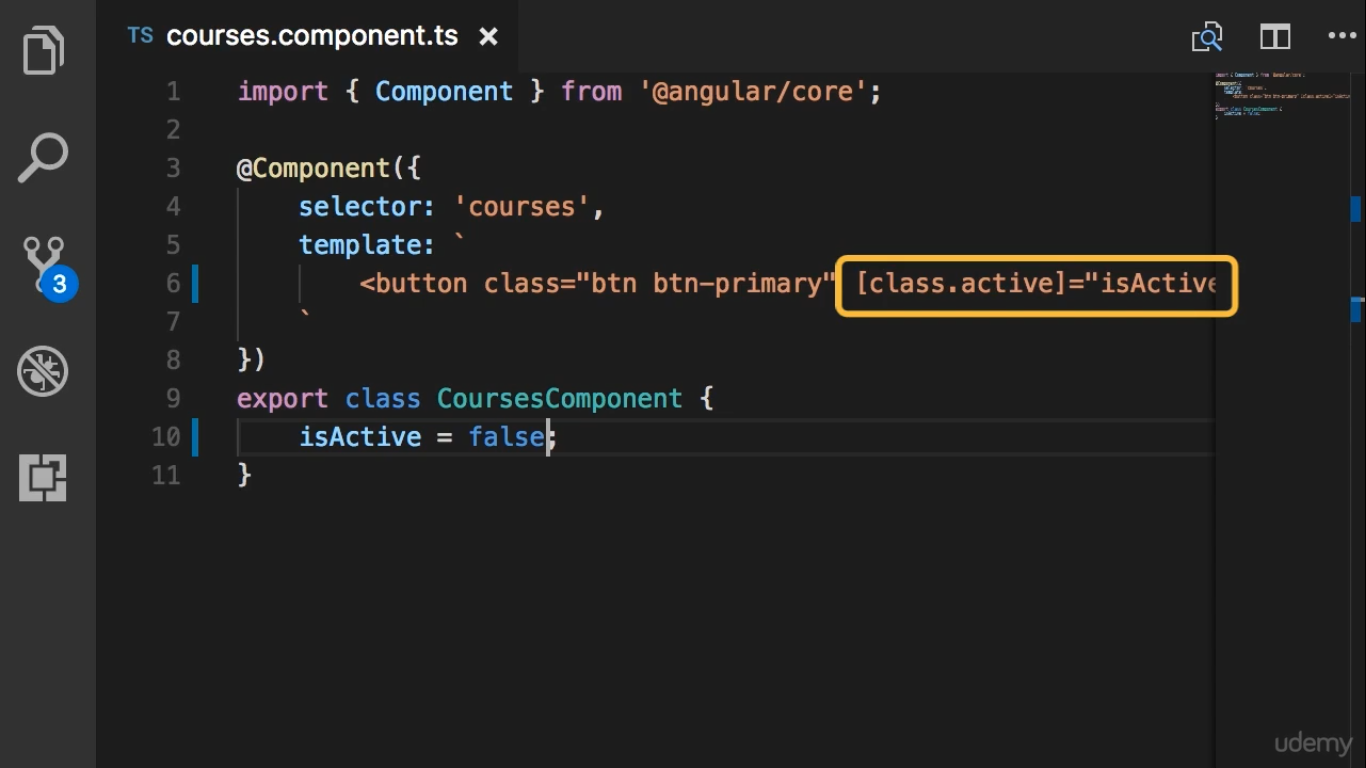 TS courses.component.ts
1 import { Component } from '@angular/core';
2
3 @Component({
4 selector: 'courses',
5 template: `
6 <button class="btn btn-primary" [class.active]="isActive
7 `
8 })
9 export class CoursesComponent {
10 isActive = false;
11 }
3
udemy